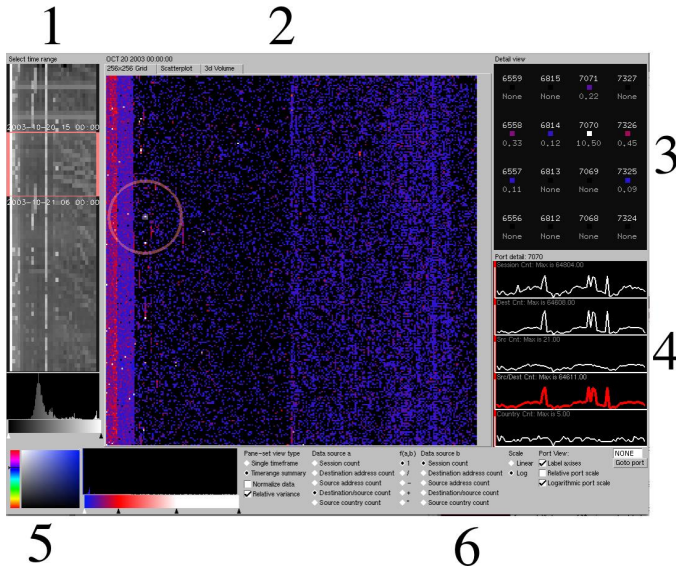 1
2
Select time range
OCT 20 2003 00:00:00
256x256 Grid Scatterplot 3d Volume
Detail view
2003-10-20 15 00:00
2003-10-21 06 00:00
6559 6815 7071 7327
None None 0.22 None
6558 6814 7070 7326
0.33 0.12 10.50 0.45
6557 6813 7069 7325
0.11 None None 0.09
6556 6812 7068 7324
None None None None
3
Port detail: 7070
Session Cnt: Max is 64804.00
Dest Cnt: Max is 64608.00
Src Cnt: Max is 21.00
Src/Dest Cnt: Max is 64611.00
Country Cnt: Max is 5.00
4
Pane-set view type
Single timeframe
Timerange summary
Normalize data
Relative variance
Data source a
Session count
Destination address count
Source address count
Destination/source count
Source country count
f(a,b)
1
/
-
+
Data source b
Session count
Destination address count
Source address count
Destination/source count
Source country count
Scale
Linear
Log
Port View:
Label axises
Relative port scale
Logarithmic port scale
NONE
Goto port
5
6